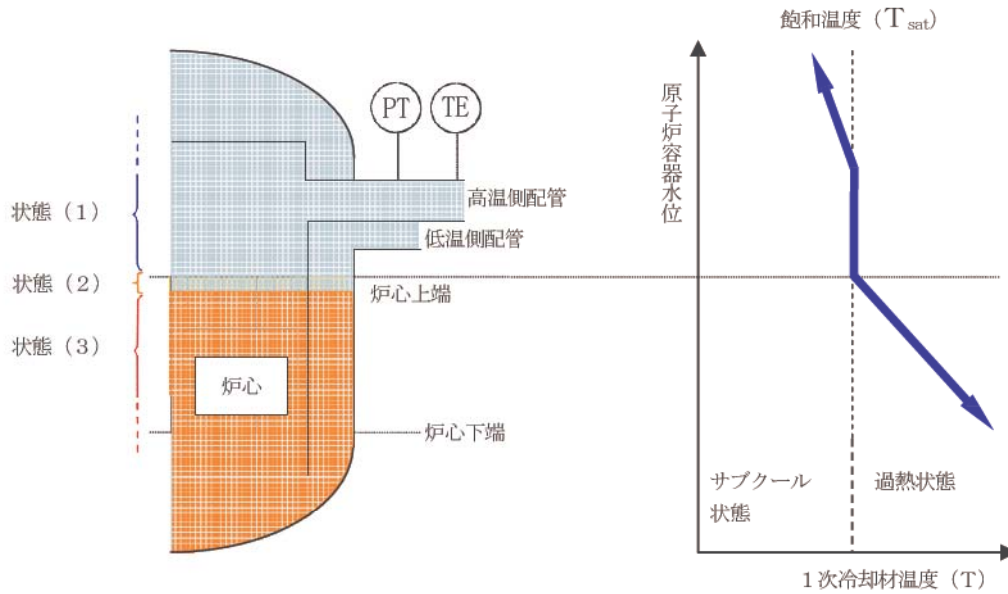 飽和温度(Tsat)
PT
TE
原子炉容器水位
高温側配管
状態(1)
低温側配管
状態(2)
炉心上端
状態(3)
炉心
炉心下端
サブクール
状態
過熱状態
1次冷却材温度(T)